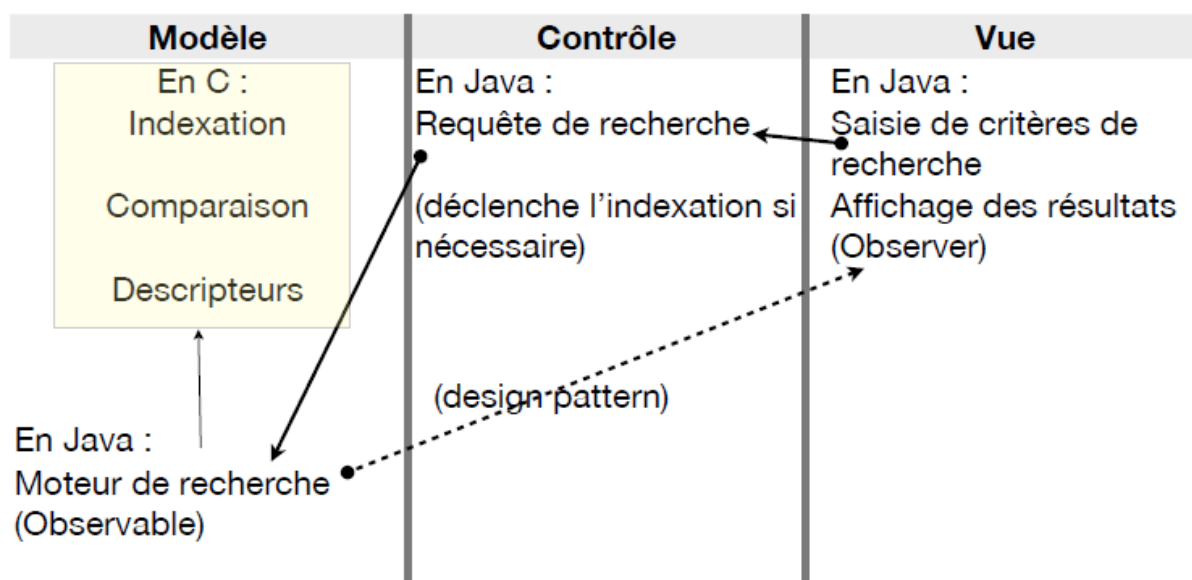 Modèle
En C :
Indexation
Comparaison
Descripteurs
En Java :
Moteur de recherche
(Observable)
Contrôle
En Java :
Requête de recherche
(déclenche l'indexation si
nécessaire)
(design pattern)
Vue
En Java :
Saisie de critères de
recherche
Affichage des résultats
(Observer)